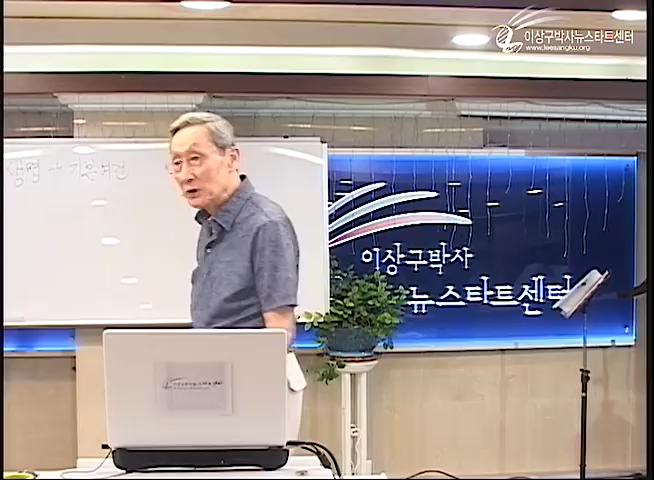 이상구박사뉴스타트센터
www.leesangku.org
생명 → 기본 여건
이상구박사
뉴스타트센터